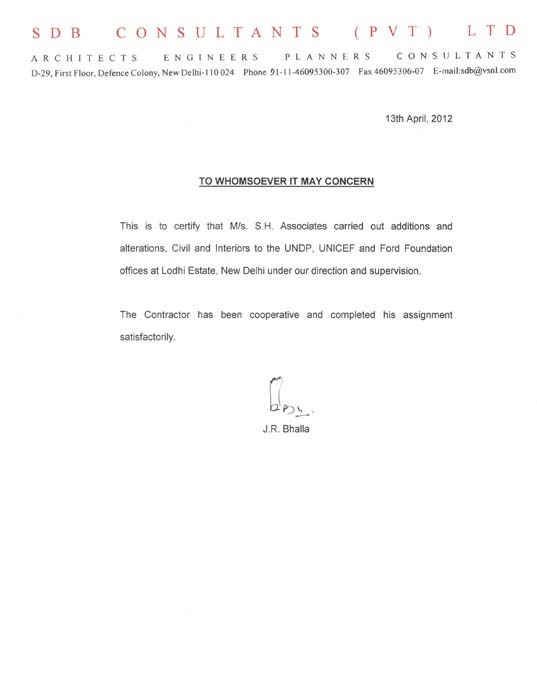 SDB CONSULTANTS (PVT) LTD
ARCHITECTS ENGINEERS PLANNERS CONSULTANTS
D-29, First Floor, Defence Colony, New Delhi-110 024 Phone 91-11-46095300-307 Fax 46095306-07 E-mail:sdb@vsnl.com
13th April, 2012
TO WHOMSOEVER IT MAY CONCERN
This is to certify that M/s. S.H. Associates carried out additions and
alterations, Civil and Interiors to the UNDP, UNICEF and Ford Foundation
offices at Lodhi Estate, New Delhi under our direction and supervision.
The Contractor has been cooperative and completed his assignment
satisfactorily.
J.R. Bhalla